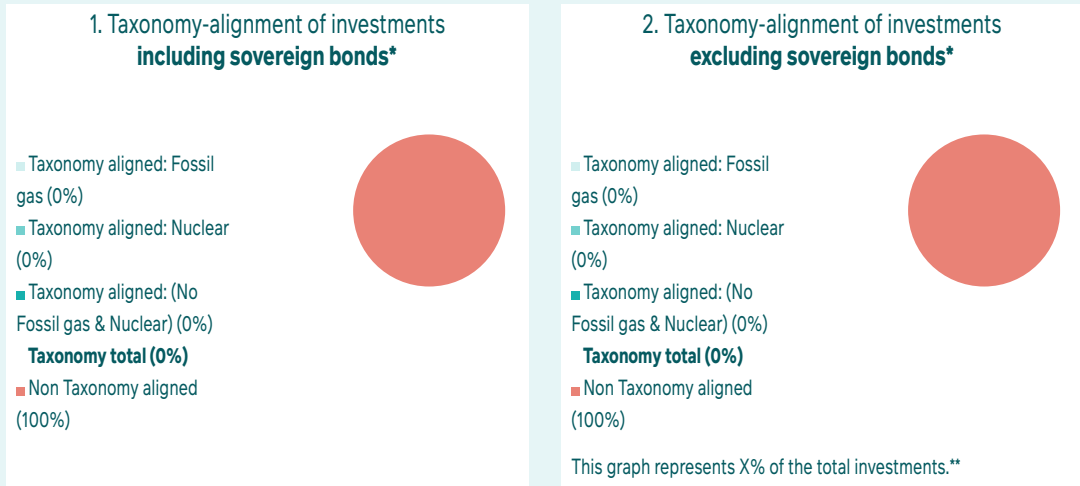 1. Taxonomy-alignment of investments
including sovereign bonds*
Taxonomy aligned: Fossil
gas (0%)
Taxonomy aligned: Nuclear
(0%)
Taxonomy aligned: (No
Fossil gas & Nuclear) (0%)
Taxonomy total (0%)
Non Taxonomy aligned
(100%)
2. Taxonomy-alignment of investments
excluding sovereign bonds*
Taxonomy aligned: Fossil
gas (0%)
Taxonomy aligned: Nuclear
(0%)
Taxonomy aligned: (No
Fossil gas & Nuclear) (0%)
Taxonomy total (0%)
Non Taxonomy aligned
(100%)
This graph represents X% of the total investments.**